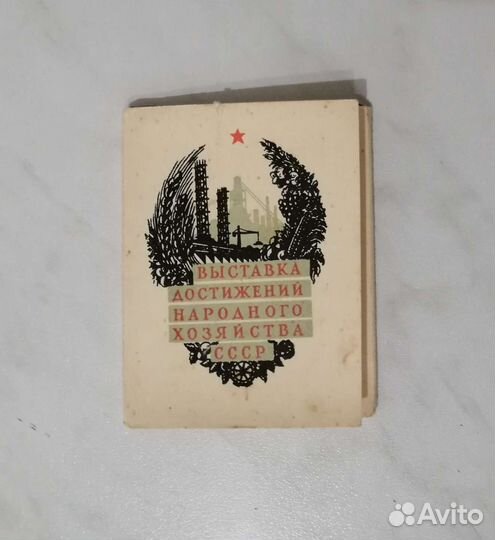 ВЫСТАВКА
ДОСТИЖЕНИЙ
НАРОДНОГО
ХОЗЯЙСТВА
СССР
Avito